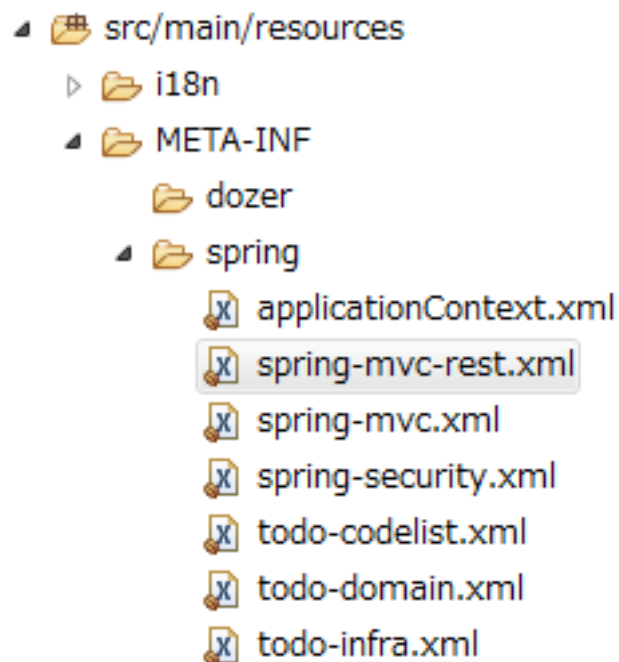 src/main/resources
i18n
META-INF
dozer
spring
applicationContext.xml
spring-mvc-rest.xml
spring-mvc.xml
spring-security.xml
todo-codelist.xml
todo-domain.xml
todo-infra.xml